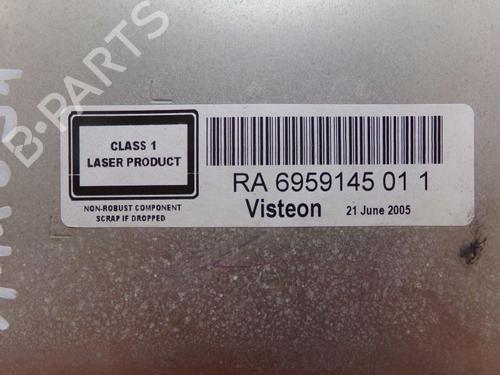 B-PARTS
CLASS 1
LASER PRODUCT
NON-ROBUST COMPONENT
SCRAP IF DROPPED
RA 6959145 01 1
Visteon 21 June 2005